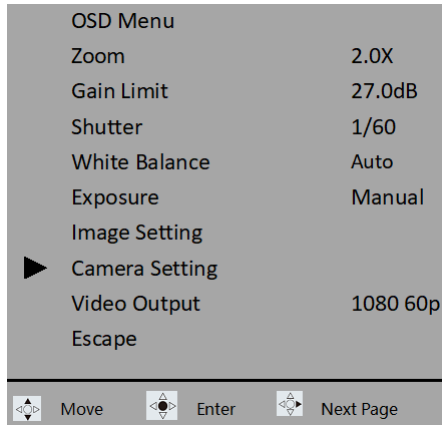 OSD Menu
Zoom 2.0X
Gain Limit 27.0dB
Shutter 1/60
White Balance Auto
Exposure Manual
Image Setting
Camera Setting
Video Output 1080 60p
Escape
Move Enter Next Page